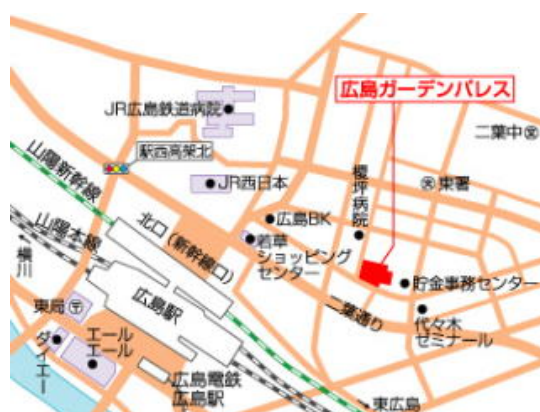 広島ガーデンパレス
JR広島鉄道病院
二葉中
文
駅西高架北
山陽新幹線
JR西日本
榎坪病院
東署
広島BK
北口(新幹線口)
若草
ショッピング
センター
山陽本線
横川
広島駅
貯金事務センター
二葉通り
代々木
ゼミナール
東局
〒
エール
エール
ダイエー
広島電鉄
広島駅
東広島